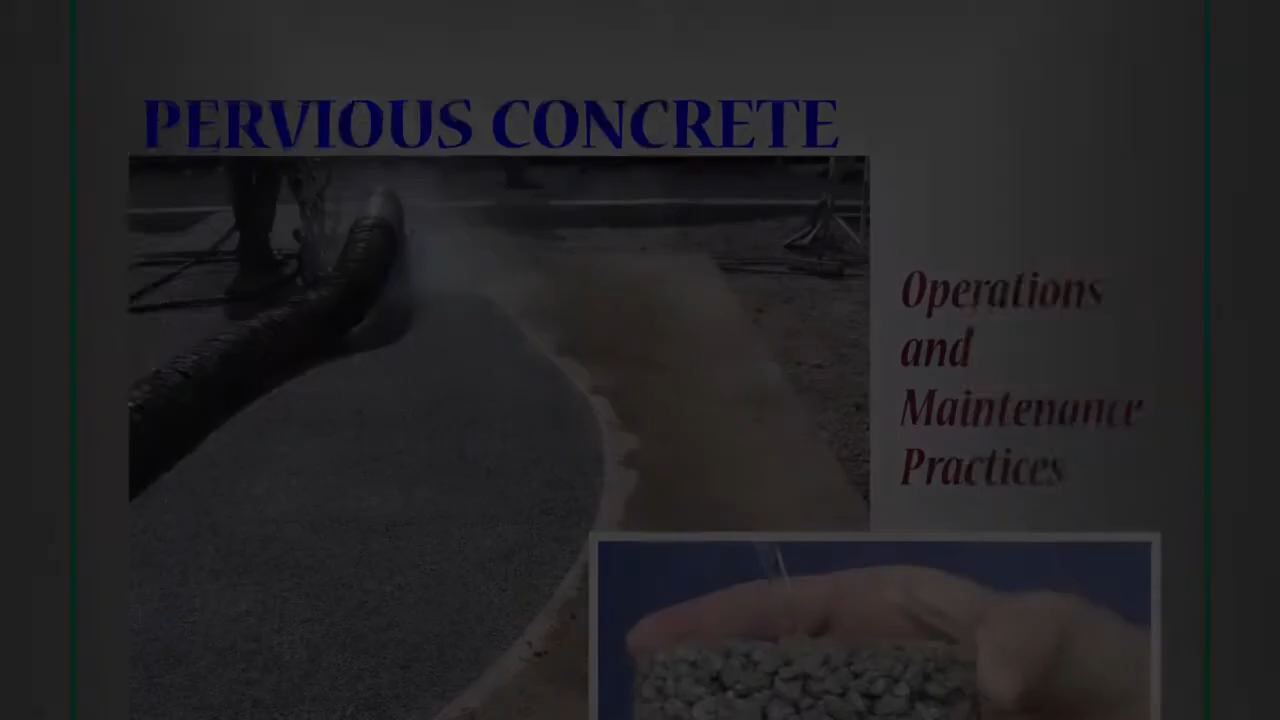 PERVIOUS CONCRETE
Operations
and
Maintenance
Practices